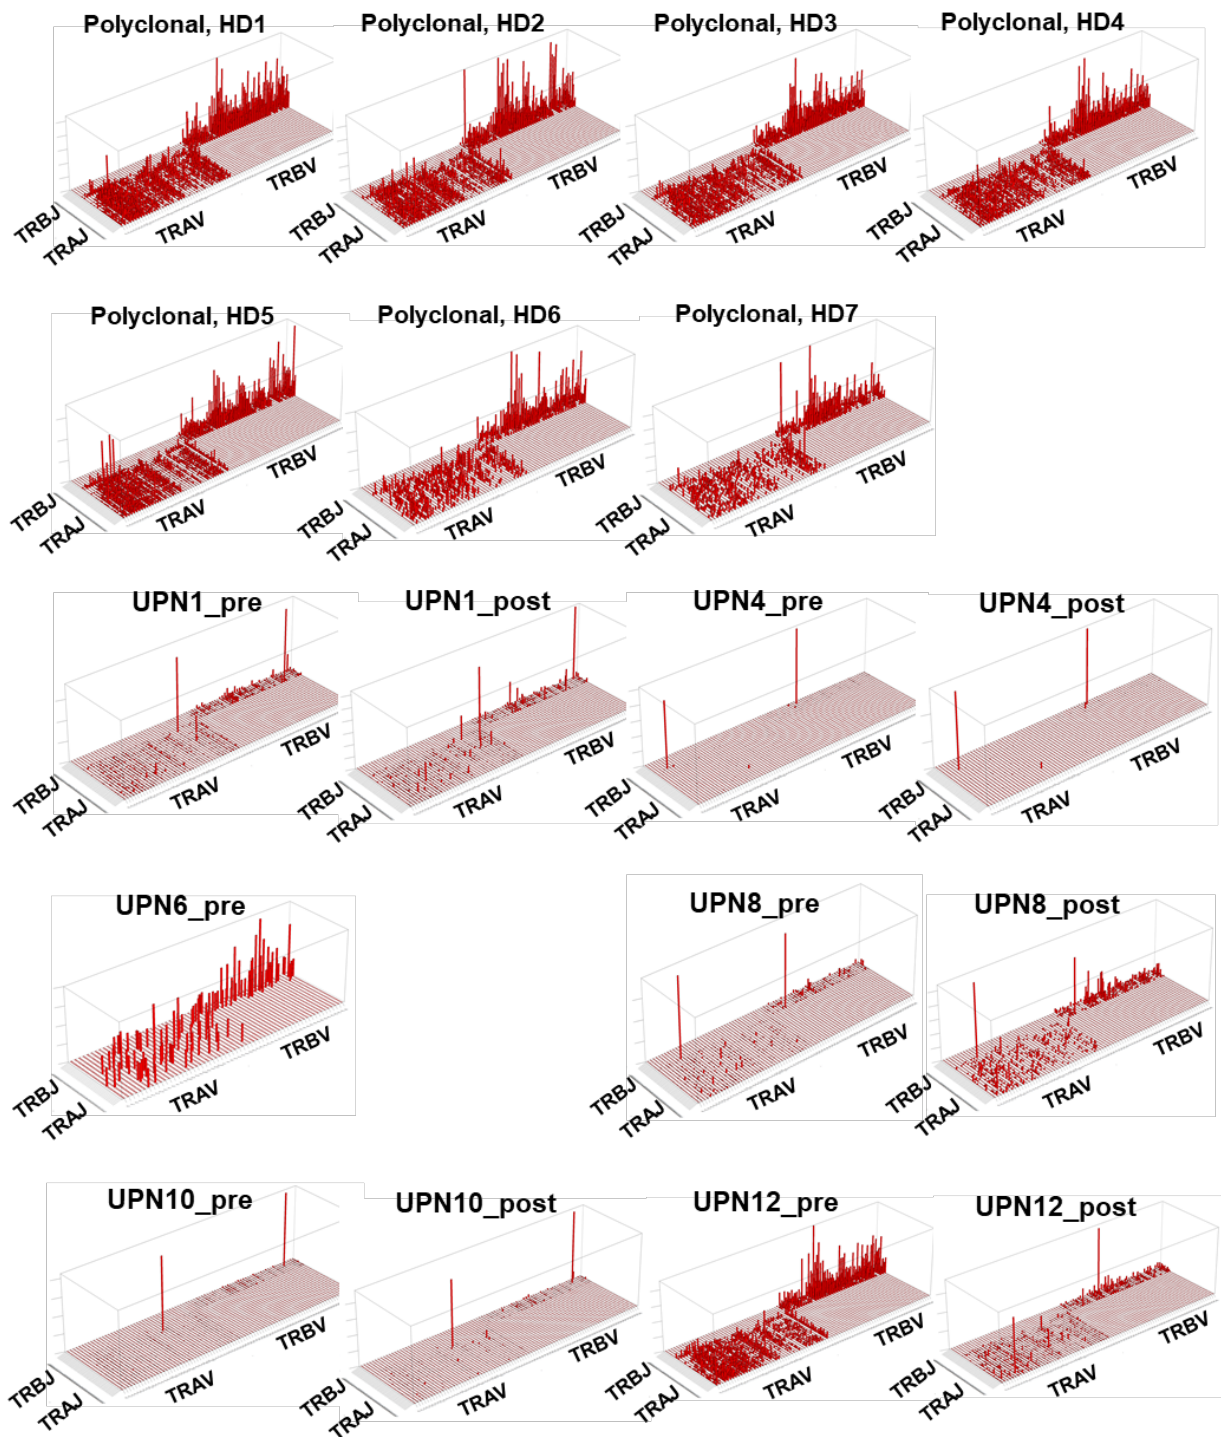 Polyclonal, HD1
Polyclonal, HD2
Polyclonal, HD3
Polyclonal, HD4
TRBJ
TRAJ
TRAV
TRBV
TRBJ
TRAJ
TRAV
TRBV
TRBJ
TRAJ
TRAV
TRBV
TRBJ
TRAJ
TRAV
TRBV
Polyclonal, HD5
Polyclonal, HD6
Polyclonal, HD7
TRBJ
TRAJ
TRAV
TRBV
TRBJ
TRAJ
TRAV
TRBV
TRBJ
TRAJ
TRAV
TRBV
UPN1_pre
UPN1_post
UPN4_pre
UPN4_post
TRBJ
TRAJ
TRAV
TRBV
TRBJ
TRAJ
TRAV
TRBV
TRBJ
TRAJ
TRAV
TRBV
TRBJ
TRAJ
TRAV
TRBV
UPN6_pre
UPN8_pre
UPN8_post
TRBJ
TRAJ
TRAV
TRBV
TRBJ
TRAJ
TRAV
TRBV
TRBJ
TRAJ
TRAV
TRBV
UPN10_pre
UPN10_post
UPN12_pre
UPN12_post
TRBJ
TRAJ
TRAV
TRBV
TRBJ
TRAJ
TRAV
TRBV
TRBJ
TRAJ
TRAV
TRBV
TRBJ
TRAJ
TRAV
TRBV